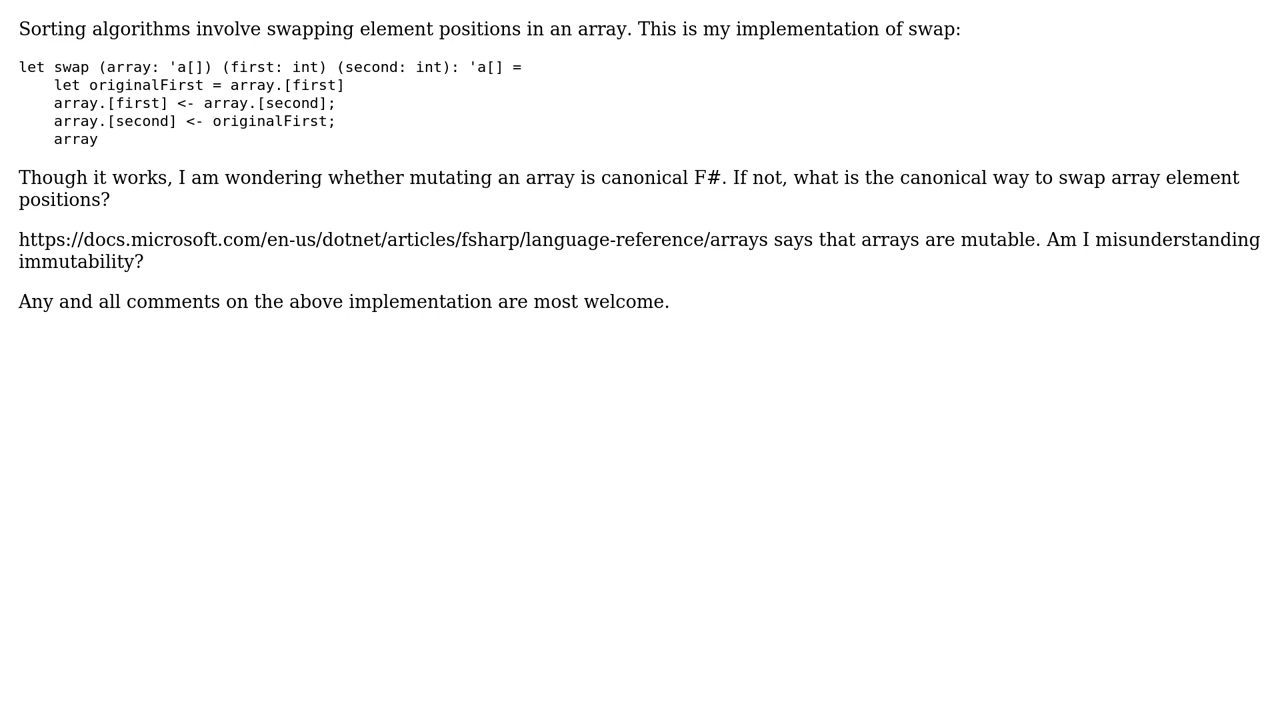 Sorting algorithms involve swapping element positions in an array. This is my implementation of swap:
let swap (array: 'a[]) (first: int) (second: int): 'a[] =
    let originalFirst = array.[first]
    array.[first] <- array.[second];
    array.[second] <- originalFirst;
    array
Though it works, I am wondering whether mutating an array is canonical F#. If not, what is the canonical way to swap array element
positions?
https://docs.microsoft.com/en-us/dotnet/articles/fsharp/language-reference/arrays says that arrays are mutable. Am I misunderstanding
immutability?
Any and all comments on the above implementation are most welcome.